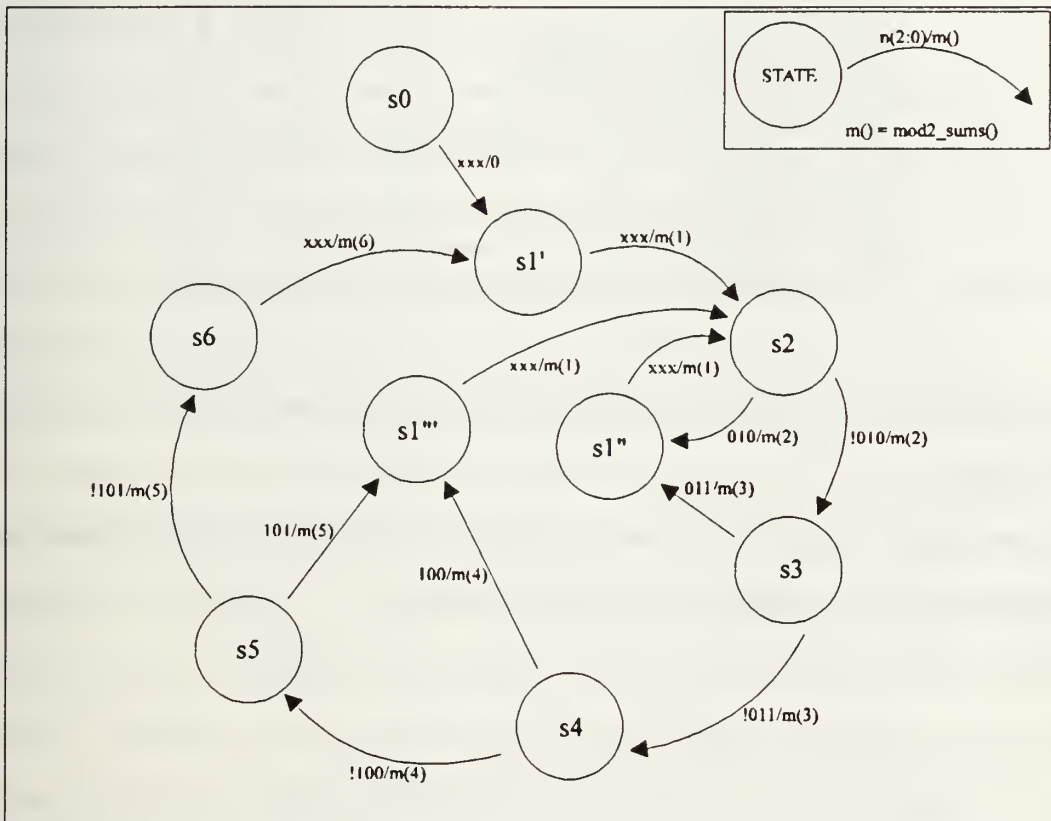 n(2:0)/m()
STATE
m() = mod2_sums()
s0
xxx/0
xxx/m(6)
s1'
xxx/m(1)
s6
s2
xxx/m(1)
xxx/m(1)
s1'''
s1''
010/m(2)
!010/m(2)
!101/m(5)
011/m(3)
101/m(5)
100/m(4)
s3
s5
s4
!011/m(3)
!100/m(4)